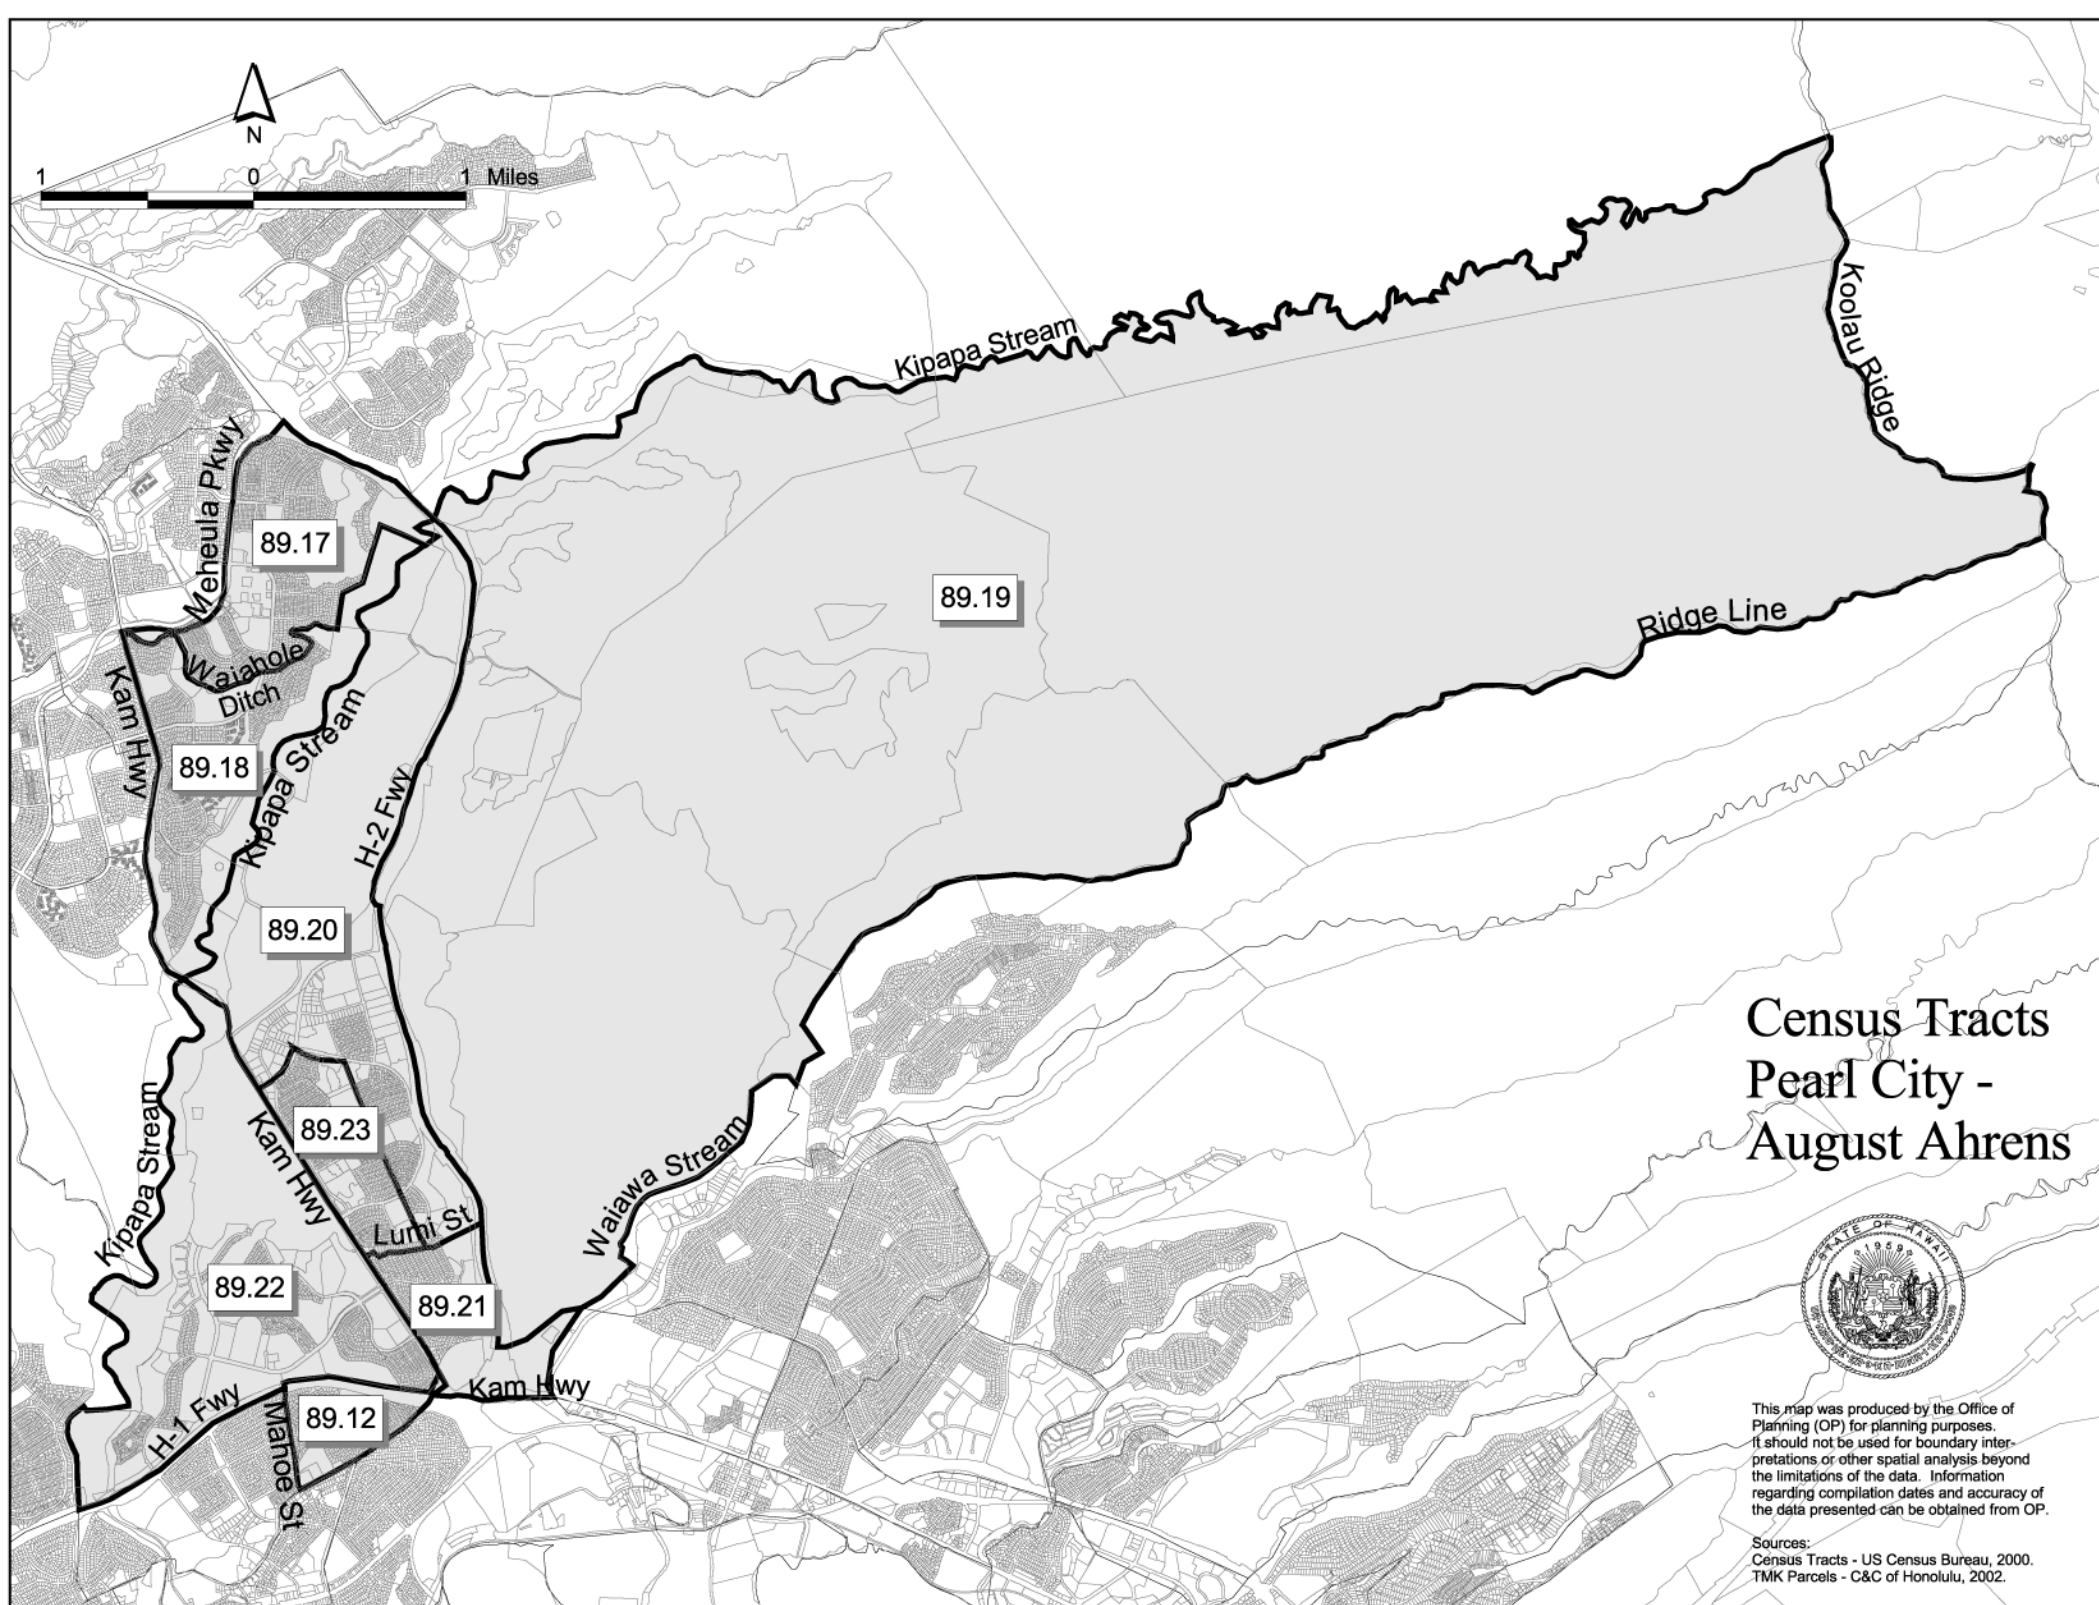 N
1 0 1 Miles
Kipapa Stream
Koolau Ridge
Meheula Pkwy
89.17
89.19
Ridge Line
Waiahole
Ditch
Kam Hwy
89.18
Kipapa Stream
H-2 Fwy
89.20
Census Tracts
Pearl City -
August Ahrens
Kipapa Stream
89.23
Kam Hwy
Waiawa Stream
Lumi St
89.22
89.21
STATE OF HAWAII
1959
Kam Hwy
H-1 Fwy
89.12
Mahoe St
This map was produced by the Office of
Planning (OP) for planning purposes.
It should not be used for boundary inter-
pretations or other spatial analysis beyond
the limitations of the data. Information
regarding compilation dates and accuracy of
the data presented can be obtained from OP.
Sources:
Census Tracts - US Census Bureau, 2000.
TMK Parcels - C&C of Honolulu, 2002.